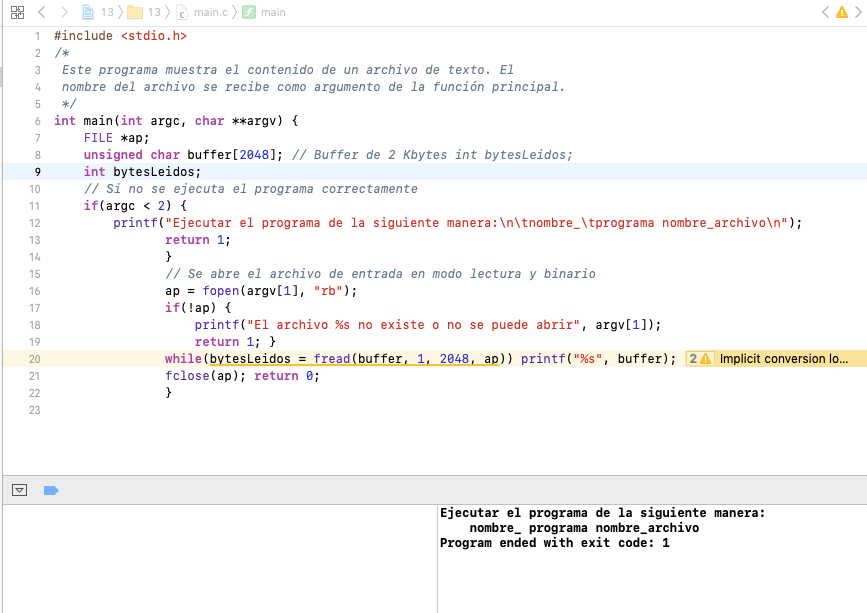 13 13 main.c main
1 #include <stdio.h>
2 /*
3 Este programa muestra el contenido de un archivo de texto. El
4 nombre del archivo se recibe como argumento de la función principal.
5 */
6 int main(int argc, char **argv) {
7 FILE *ap;
8 unsigned char buffer[2048]; // Buffer de 2 Kbytes int bytesLeidos;
9 int bytesLeidos;
10 // Si no se ejecuta el programa correctamente
11 if(argc < 2) {
12 printf("Ejecutar el programa de la siguiente manera:\n\tnombre_\tprograma nombre_archivo\n");
13 return 1;
14 }
15 // Se abre el archivo de entrada en modo lectura y binario
16 ap = fopen(argv[1], "rb");
17 if(!ap) {
18 printf("El archivo %s no existe o no se puede abrir", argv[1]);
19 return 1; }
20 while(bytesLeidos = fread(buffer, 1, 2048, ap)) printf("%s", buffer); 2 Implicit conversion lo...
21 fclose(ap); return 0;
22 }
23
Ejecutar el programa de la siguiente manera:
nombre_ programa nombre_archivo
Program ended with exit code: 1